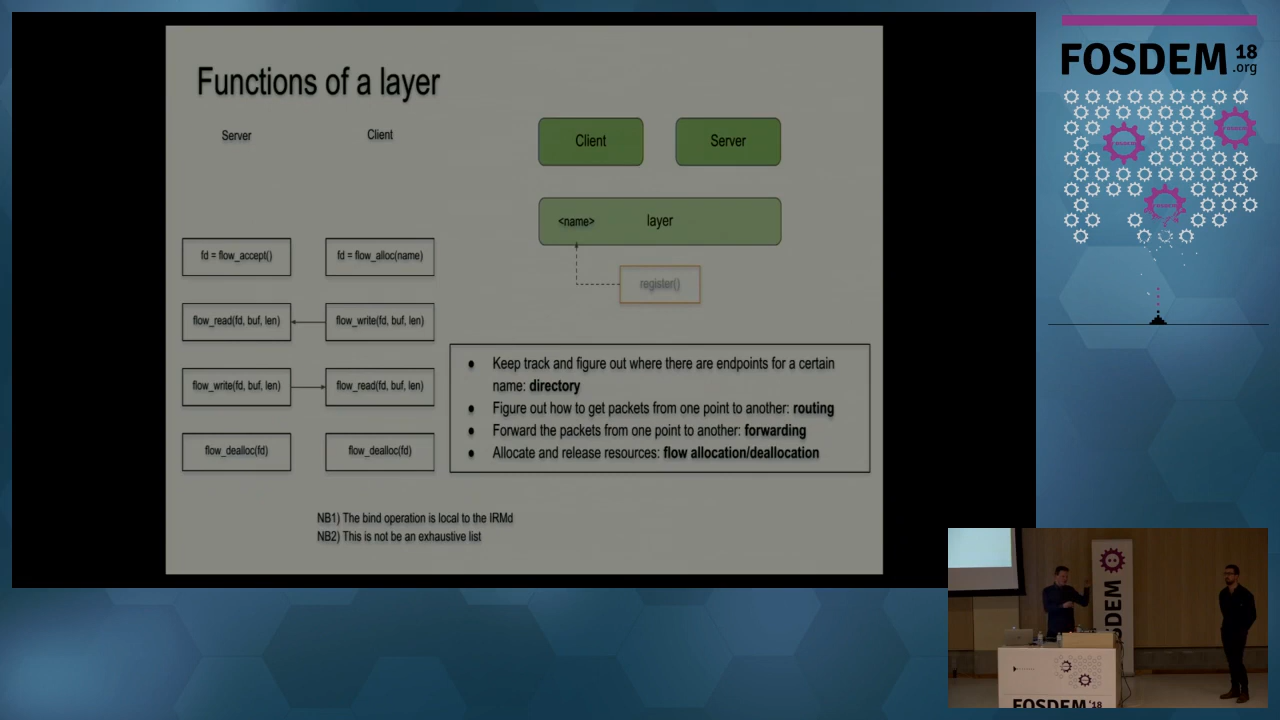 Functions of a layer
Server
Client
fd = flow_accept()
fd = flow_alloc(name)
flow_read(fd, buf, len)
flow_write(fd, buf, len)
flow_write(fd, buf, len)
flow_read(fd, buf, len)
flow_dealloc(fd)
flow_dealloc(fd)
Client
Server
<name>
layer
register()
● Keep track and figure out where there are endpoints for a certain
name: directory
● Figure out how to get packets from one point to another: routing
● Forward the packets from one point to another: forwarding
● Allocate and release resources: flow allocation/deallocation
NB1) The bind operation is local to the IRMd
NB2) This is not be an exhaustive list
FOSDEM 18
.org
FOSDEM '18